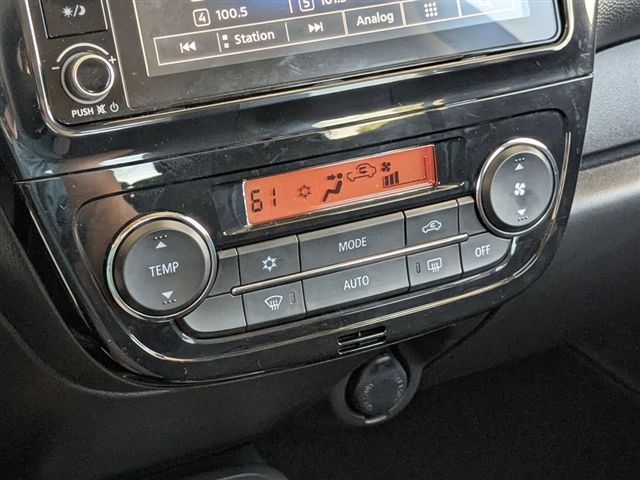 4 100.5
5
Station
Analog
PUSH
61
TEMP
MODE
AUTO
OFF